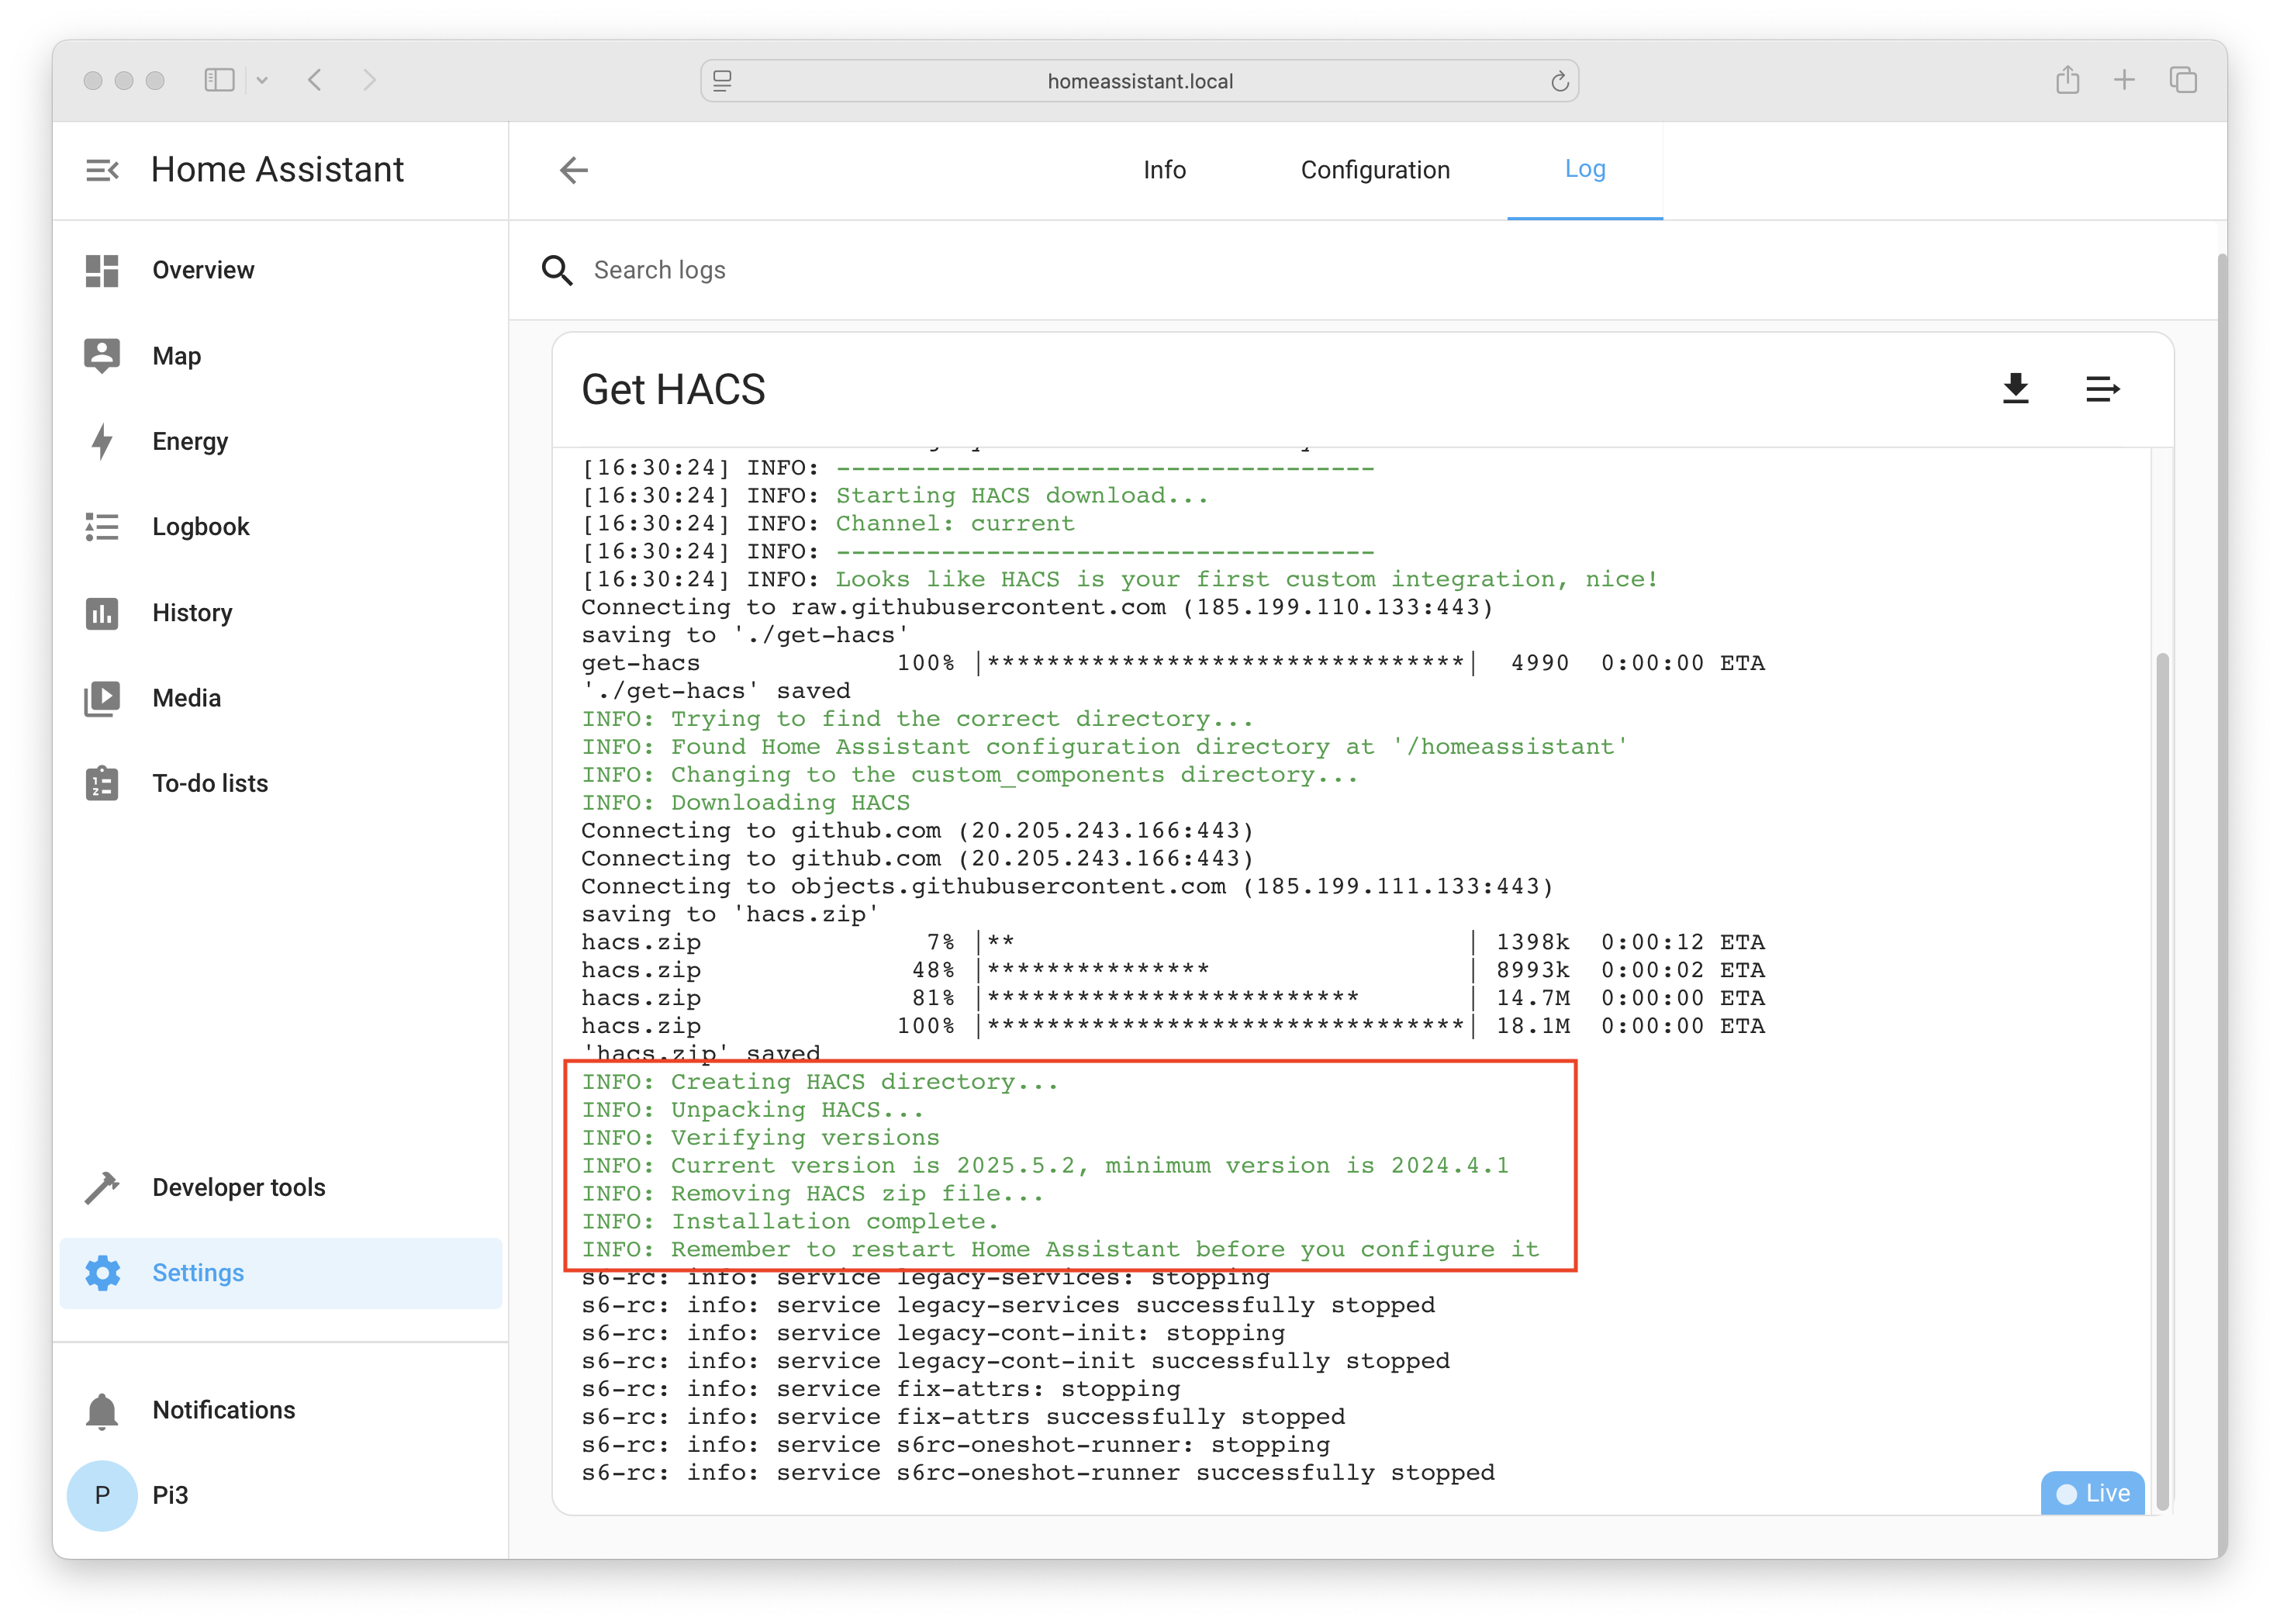 homeassistant.local
Home Assistant
Info
Configuration
Log
Overview
Map
Energy
Logbook
History
Media
To-do lists
Developer tools
Settings
Notifications
P
Pi3
Search logs
Get HACS
[16:30:24] INFO: ------------------------------------
[16:30:24] INFO: Starting HACS download...
[16:30:24] INFO: Channel: current
[16:30:24] INFO: ------------------------------------
[16:30:24] INFO: Looks like HACS is your first custom integration, nice!
Connecting to raw.githubusercontent.com (185.199.110.133:443)
saving to './get-hacs'
get-hacs             100% |********************************|  4990  0:00:00 ETA
'./get-hacs' saved
INFO: Trying to find the correct directory...
INFO: Found Home Assistant configuration directory at '/homeassistant'
INFO: Changing to the custom_components directory...
INFO: Downloading HACS
Connecting to github.com (20.205.243.166:443)
Connecting to github.com (20.205.243.166:443)
Connecting to objects.githubusercontent.com (185.199.111.133:443)
saving to 'hacs.zip'
hacs.zip               7% |**                              | 1398k  0:00:12 ETA
hacs.zip              48% |***************                 | 8993k  0:00:02 ETA
hacs.zip              81% |*************************       | 14.7M  0:00:00 ETA
hacs.zip             100% |********************************| 18.1M  0:00:00 ETA
'hacs.zip' saved
INFO: Creating HACS directory...
INFO: Unpacking HACS...
INFO: Verifying versions
INFO: Current version is 2025.5.2, minimum version is 2024.4.1
INFO: Removing HACS zip file...
INFO: Installation complete.
INFO: Remember to restart Home Assistant before you configure it
s6-rc: info: service legacy-services: stopping
s6-rc: info: service legacy-services successfully stopped
s6-rc: info: service legacy-cont-init: stopping
s6-rc: info: service legacy-cont-init successfully stopped
s6-rc: info: service fix-attrs: stopping
s6-rc: info: service fix-attrs successfully stopped
s6-rc: info: service s6rc-oneshot-runner: stopping
s6-rc: info: service s6rc-oneshot-runner successfully stopped
Live